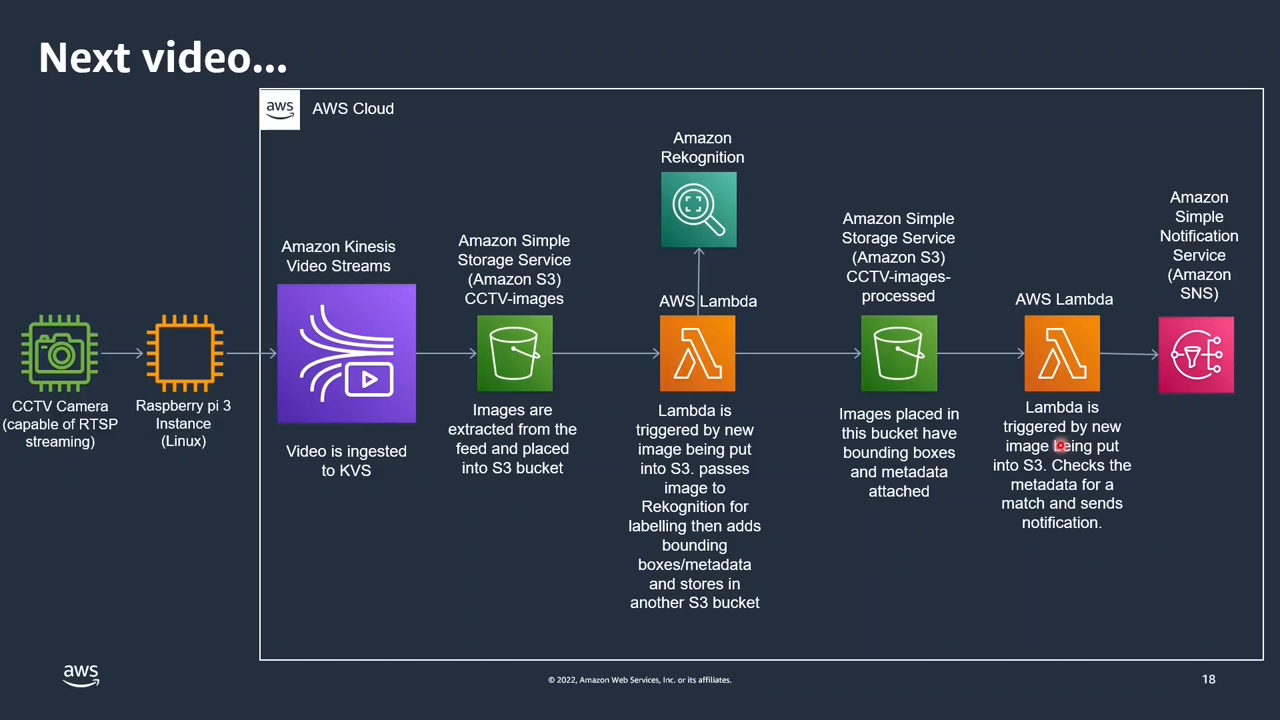 Next video...
aws
AWS Cloud
CCTV Camera
(capable of RTSP
streaming)
Raspberry pi 3
Instance
(Linux)
Amazon Kinesis
Video Streams
Video is ingested
to KVS
Amazon Simple
Storage Service
(Amazon S3)
CCTV-images
Images are
extracted from the
feed and placed
into S3 bucket
Amazon
Rekognition
AWS Lambda
Lambda is
triggered by new
image being put
into S3. passes
image to
Rekognition for
labelling then adds
bounding
boxes/metadata
and stores in
another S3 bucket
Amazon Simple
Storage Service
(Amazon S3)
CCTV-images-
processed
Images placed in
this bucket have
bounding boxes
and metadata
attached
AWS Lambda
Lambda is
triggered by new
image being put
into S3. Checks the
metadata for a
match and sends
notification.
Amazon
Simple
Notification
Service
(Amazon
SNS)
aws
© 2022, Amazon Web Services, Inc. or its affiliates.
18